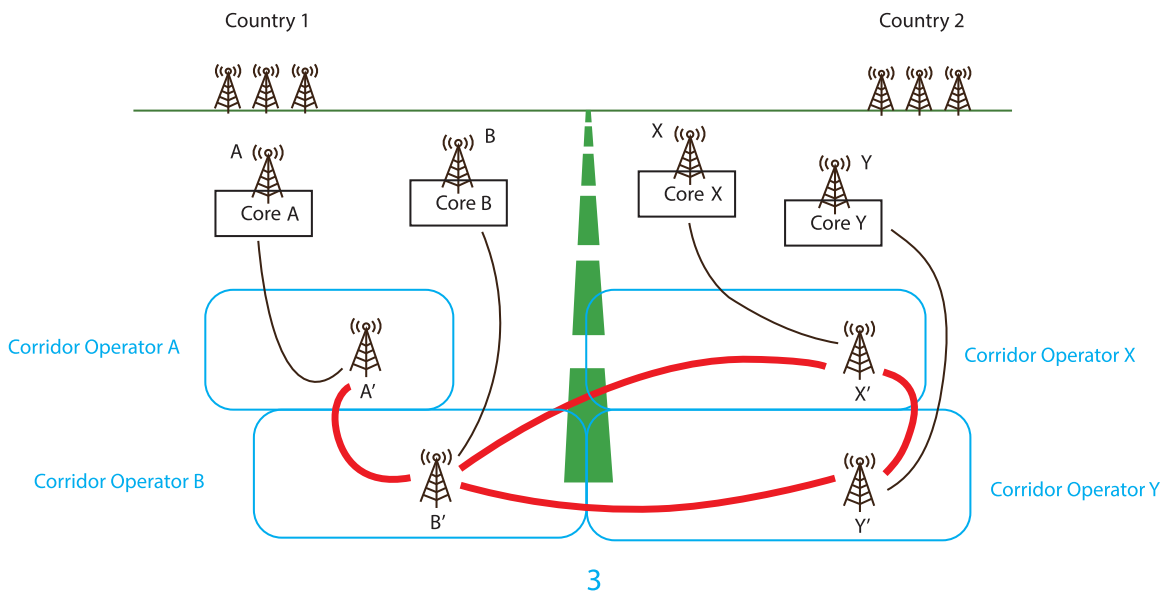 Country 1
Country 2
A
B
X
Y
Core A
Core B
Core X
Core Y
Corridor Operator A
A′
Corridor Operator X
X′
Corridor Operator B
B′
Corridor Operator Y
Y′
3